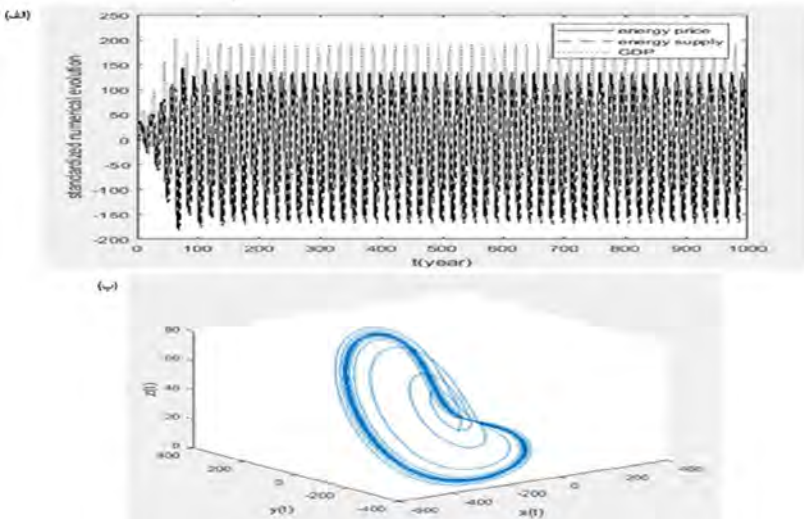 (الف)
250
200
150
100
50
0
-50
-100
-150
-200
standardized numerical evolution
energy price
energy supply
GDP
0 100 200 300 400 500 600 700 800 900 1000
t(year)
(ب)
80
60
40
20
0
z(t)
200
0
-200
-400
y(t)
-400
-200
0
200
400
x(t)